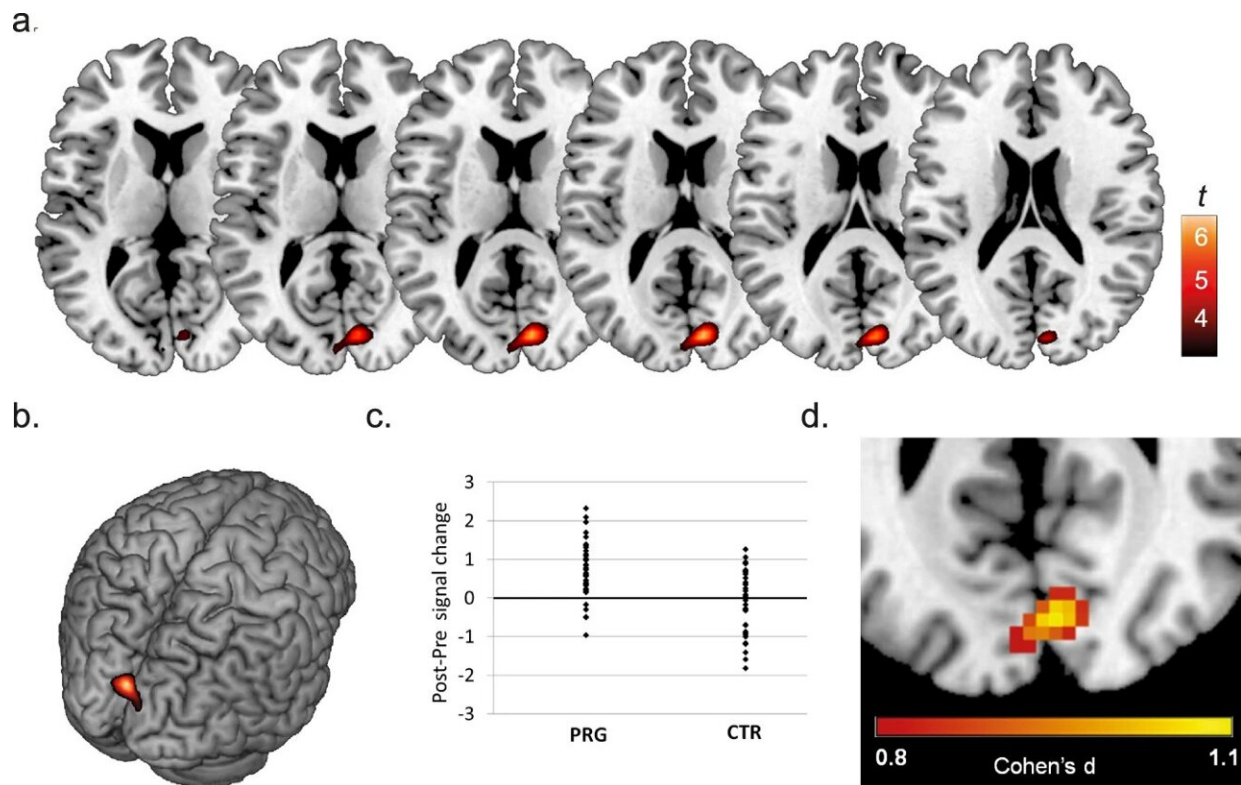 a.
t
6
5
4
b.
c.
d.
3
2
1
0
-1
-2
-3
Post-Pre signal change
PRG CTR
0.8 Cohen's d 1.1